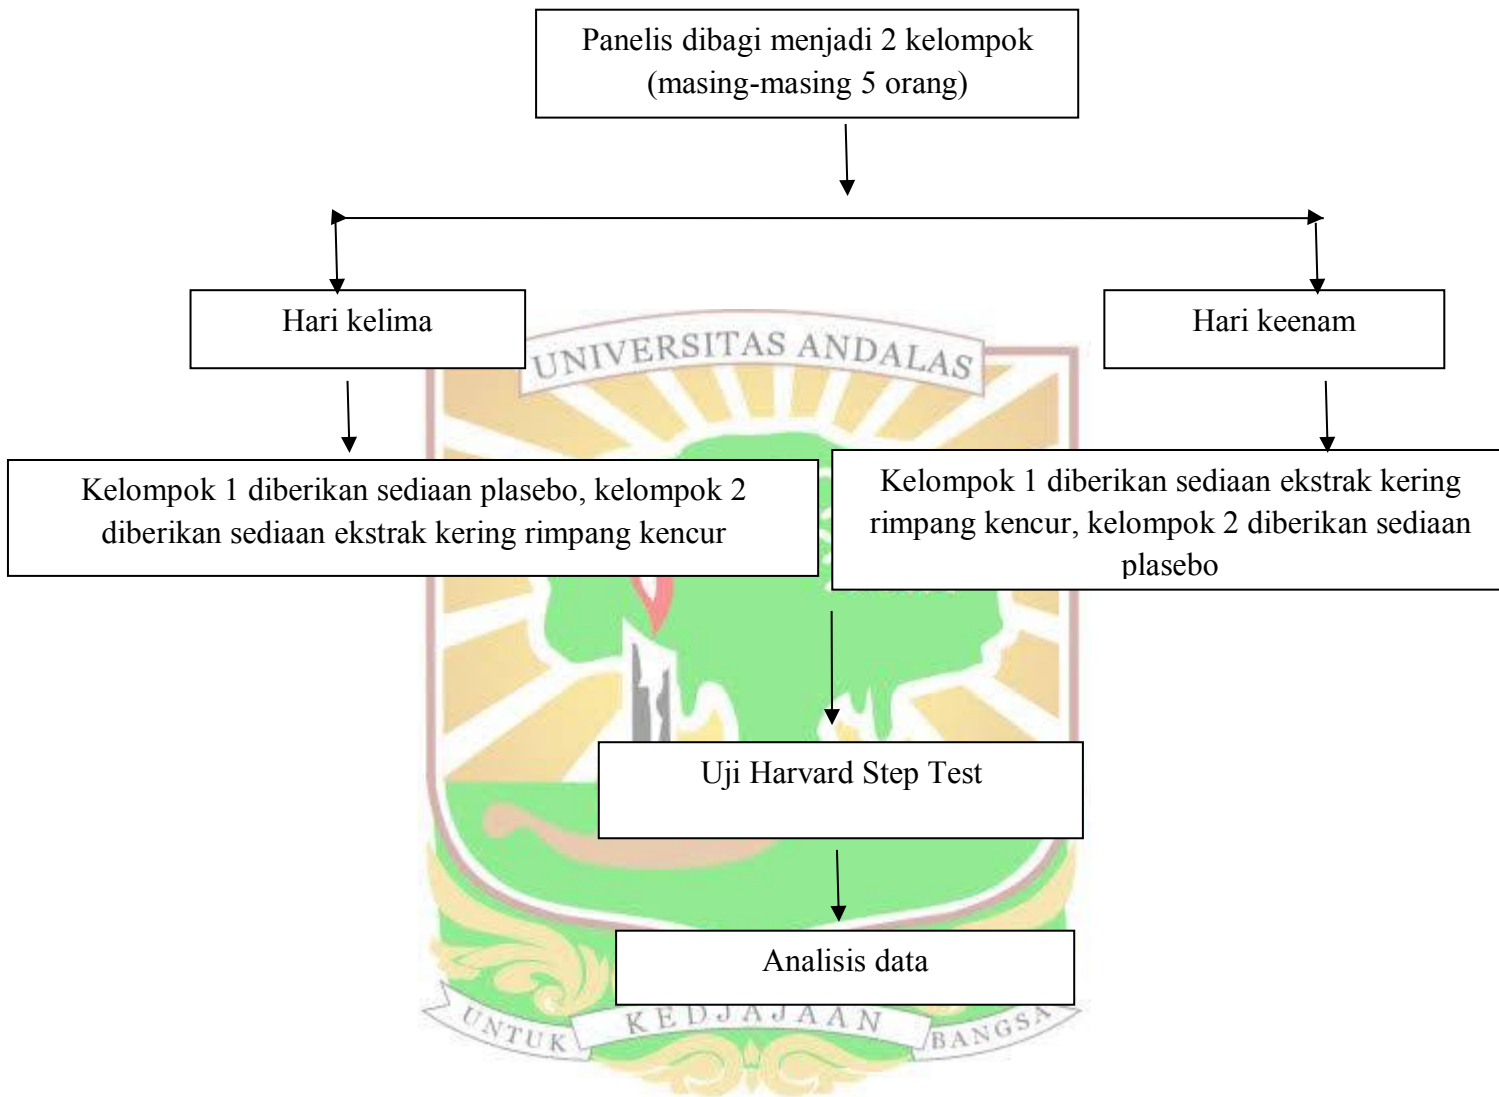 Panelis dibagi menjadi 2 kelompok
(masing-masing 5 orang)
Hari kelima
Hari keenam
UNIVERSITAS ANDALAS
Kelompok 1 diberikan sediaan plasebo, kelompok 2
diberikan sediaan ekstrak kering rimpang kencur
Kelompok 1 diberikan sediaan ekstrak kering
rimpang kencur, kelompok 2 diberikan sediaan
plasebo
Uji Harvard Step Test
Analisis data
UNTUK KEDJAJAAN BANGSA